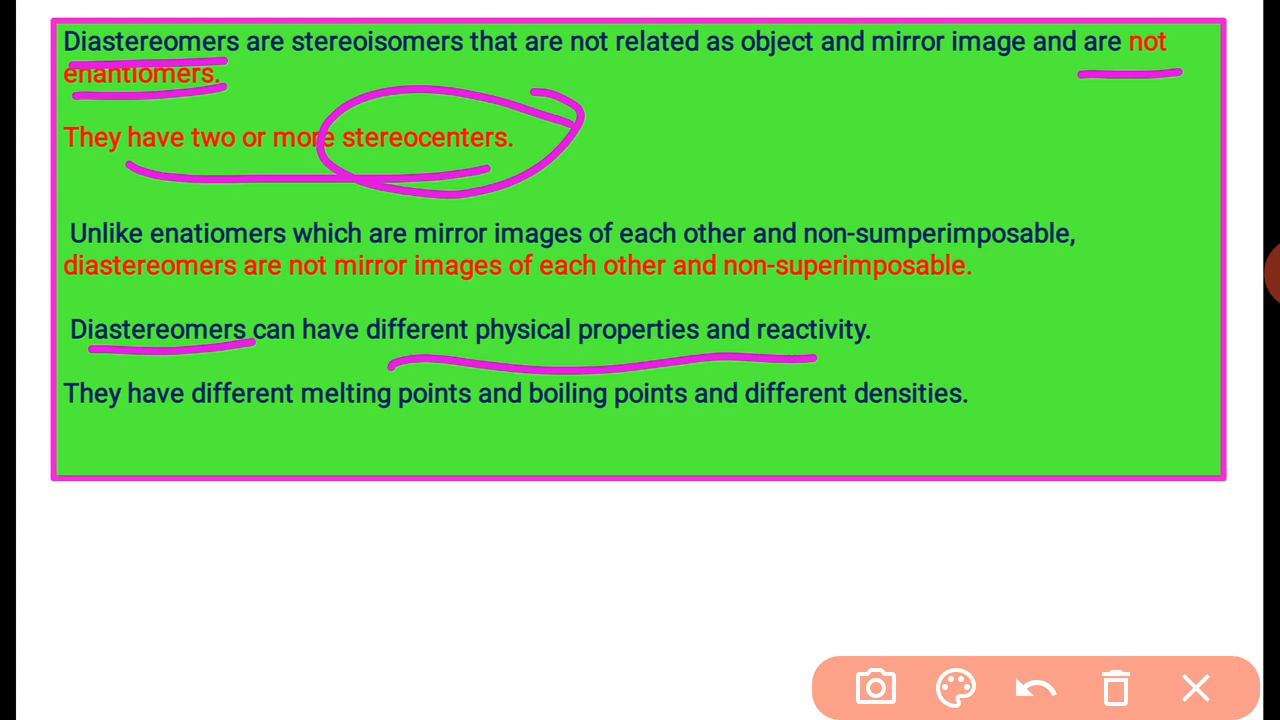 Diastereomers are stereoisomers that are not related as object and mirror image and are not
enantiomers.
They have two or more stereocenters.
Unlike enatiomers which are mirror images of each other and non-sumperimposable,
diastereomers are not mirror images of each other and non-superimposable.
Diastereomers can have different physical properties and reactivity.
They have different melting points and boiling points and different densities.